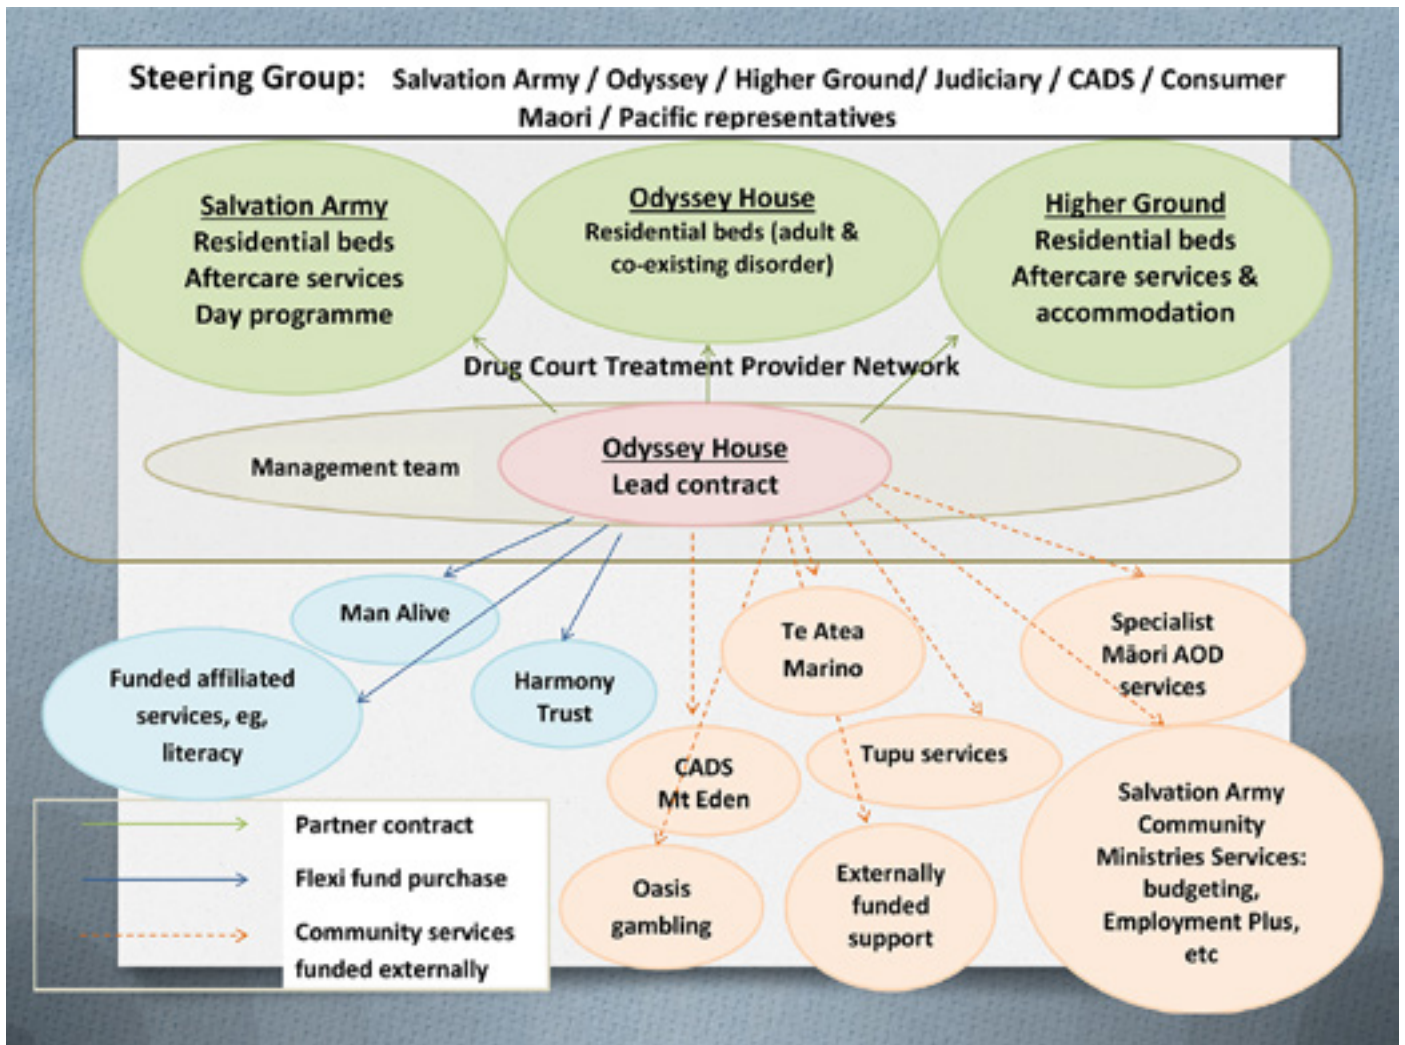 Steering Group: Salvation Army / Odyssey / Higher Ground/ Judiciary / CADS / Consumer
Maori / Pacific representatives
Salvation Army
Residential beds
Aftercare services
Day programme
Odyssey House
Residential beds (adult &
co-existing disorder)
Higher Ground
Residential beds
Aftercare services &
accommodation
Drug Court Treatment Provider Network
Management team
Odyssey House
Lead contract
Man Alive
Funded affiliated
services, eg,
literacy
Harmony
Trust
Te Atea
Marino
Specialist
Māori AOD
services
CADS
Mt Eden
Tupu services
Oasis
gambling
Externally
funded
support
Salvation Army
Community
Ministries Services:
budgeting,
Employment Plus,
etc
Partner contract
Flexi fund purchase
Community services
funded externally